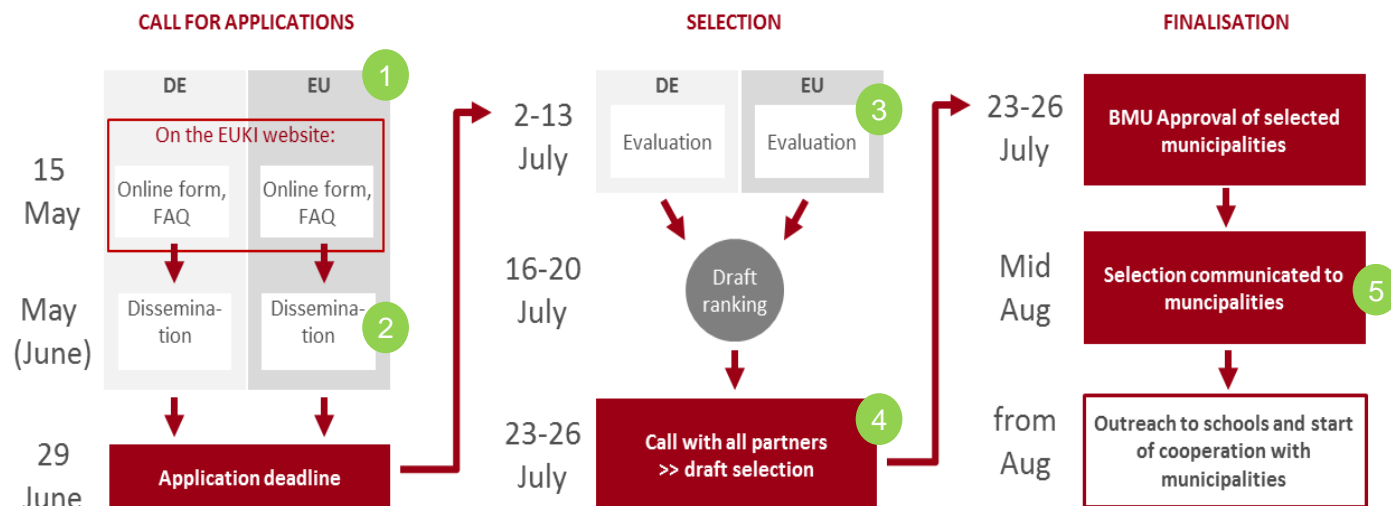 CALL FOR APPLICATIONS
DE
EU
1
On the EUKI website:
15
May
Online form,
FAQ
Online form,
FAQ
May
(June)
Dissemina-
tion
Dissemina-
tion
2
29
June
Application deadline
SELECTION
2-13
July
DE
EU
3
Evaluation
Evaluation
16-20
July
Draft
ranking
23-26
July
Call with all partners
>> draft selection
4
FINALISATION
23-26
July
BMU Approval of selected
municipalities
Mid
Aug
Selection communicated to
muncipalities
5
from
Aug
Outreach to schools and start
of cooperation with
municipalities